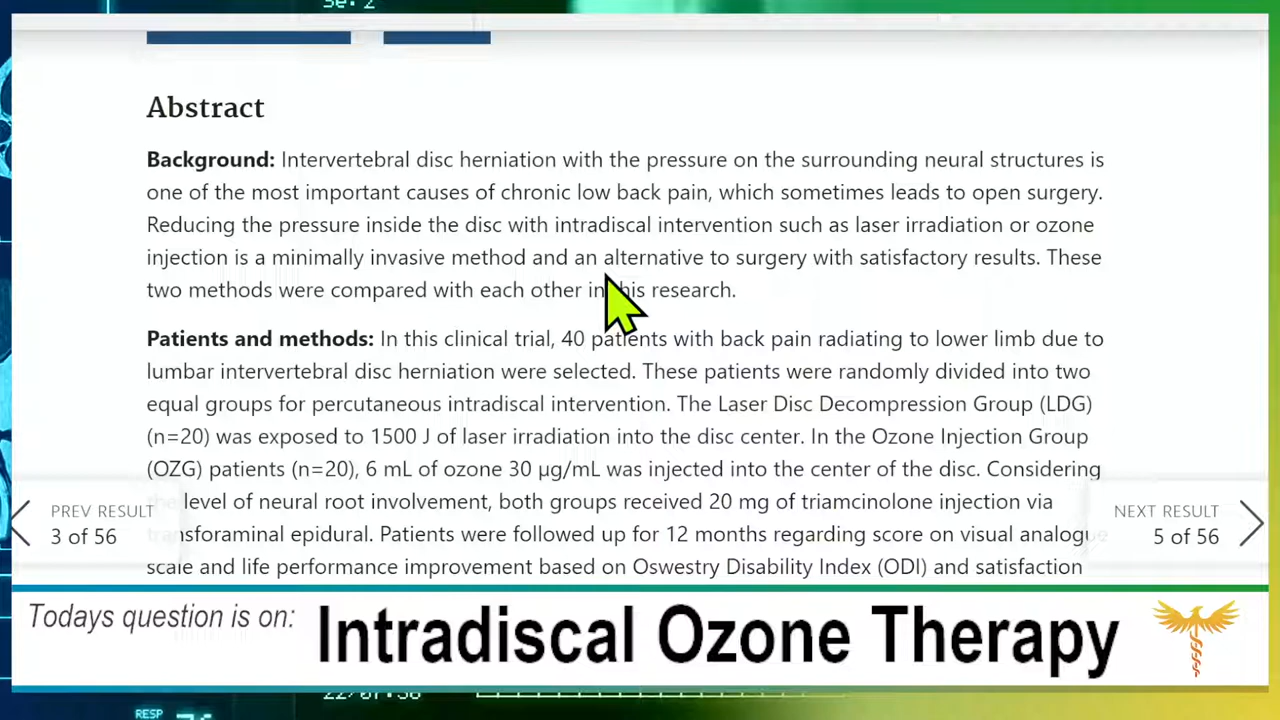 Abstract
Background: Intervertebral disc herniation with the pressure on the surrounding neural structures is
one of the most important causes of chronic low back pain, which sometimes leads to open surgery.
Reducing the pressure inside the disc with intradiscal intervention such as laser irradiation or ozone
injection is a minimally invasive method and an alternative to surgery with satisfactory results. These
two methods were compared with each other in this research.
Patients and methods: In this clinical trial, 40 patients with back pain radiating to lower limb due to
lumbar intervertebral disc herniation were selected. These patients were randomly divided into two
equal groups for percutaneous intradiscal intervention. The Laser Disc Decompression Group (LDG)
(n=20) was exposed to 1500 J of laser irradiation into the disc center. In the Ozone Injection Group
(OZG) patients (n=20), 6 mL of ozone 30 μg/mL was injected into the center of the disc. Considering
the level of neural root involvement, both groups received 20 mg of triamcinolone injection via
transforaminal epidural. Patients were followed up for 12 months regarding score on visual analogue
scale and life performance improvement based on Oswestry Disability Index (ODI) and satisfaction
PREV RESULT
3 of 56
NEXT RESULT
5 of 56
Todays question is on: Intradiscal Ozone Therapy
RESP